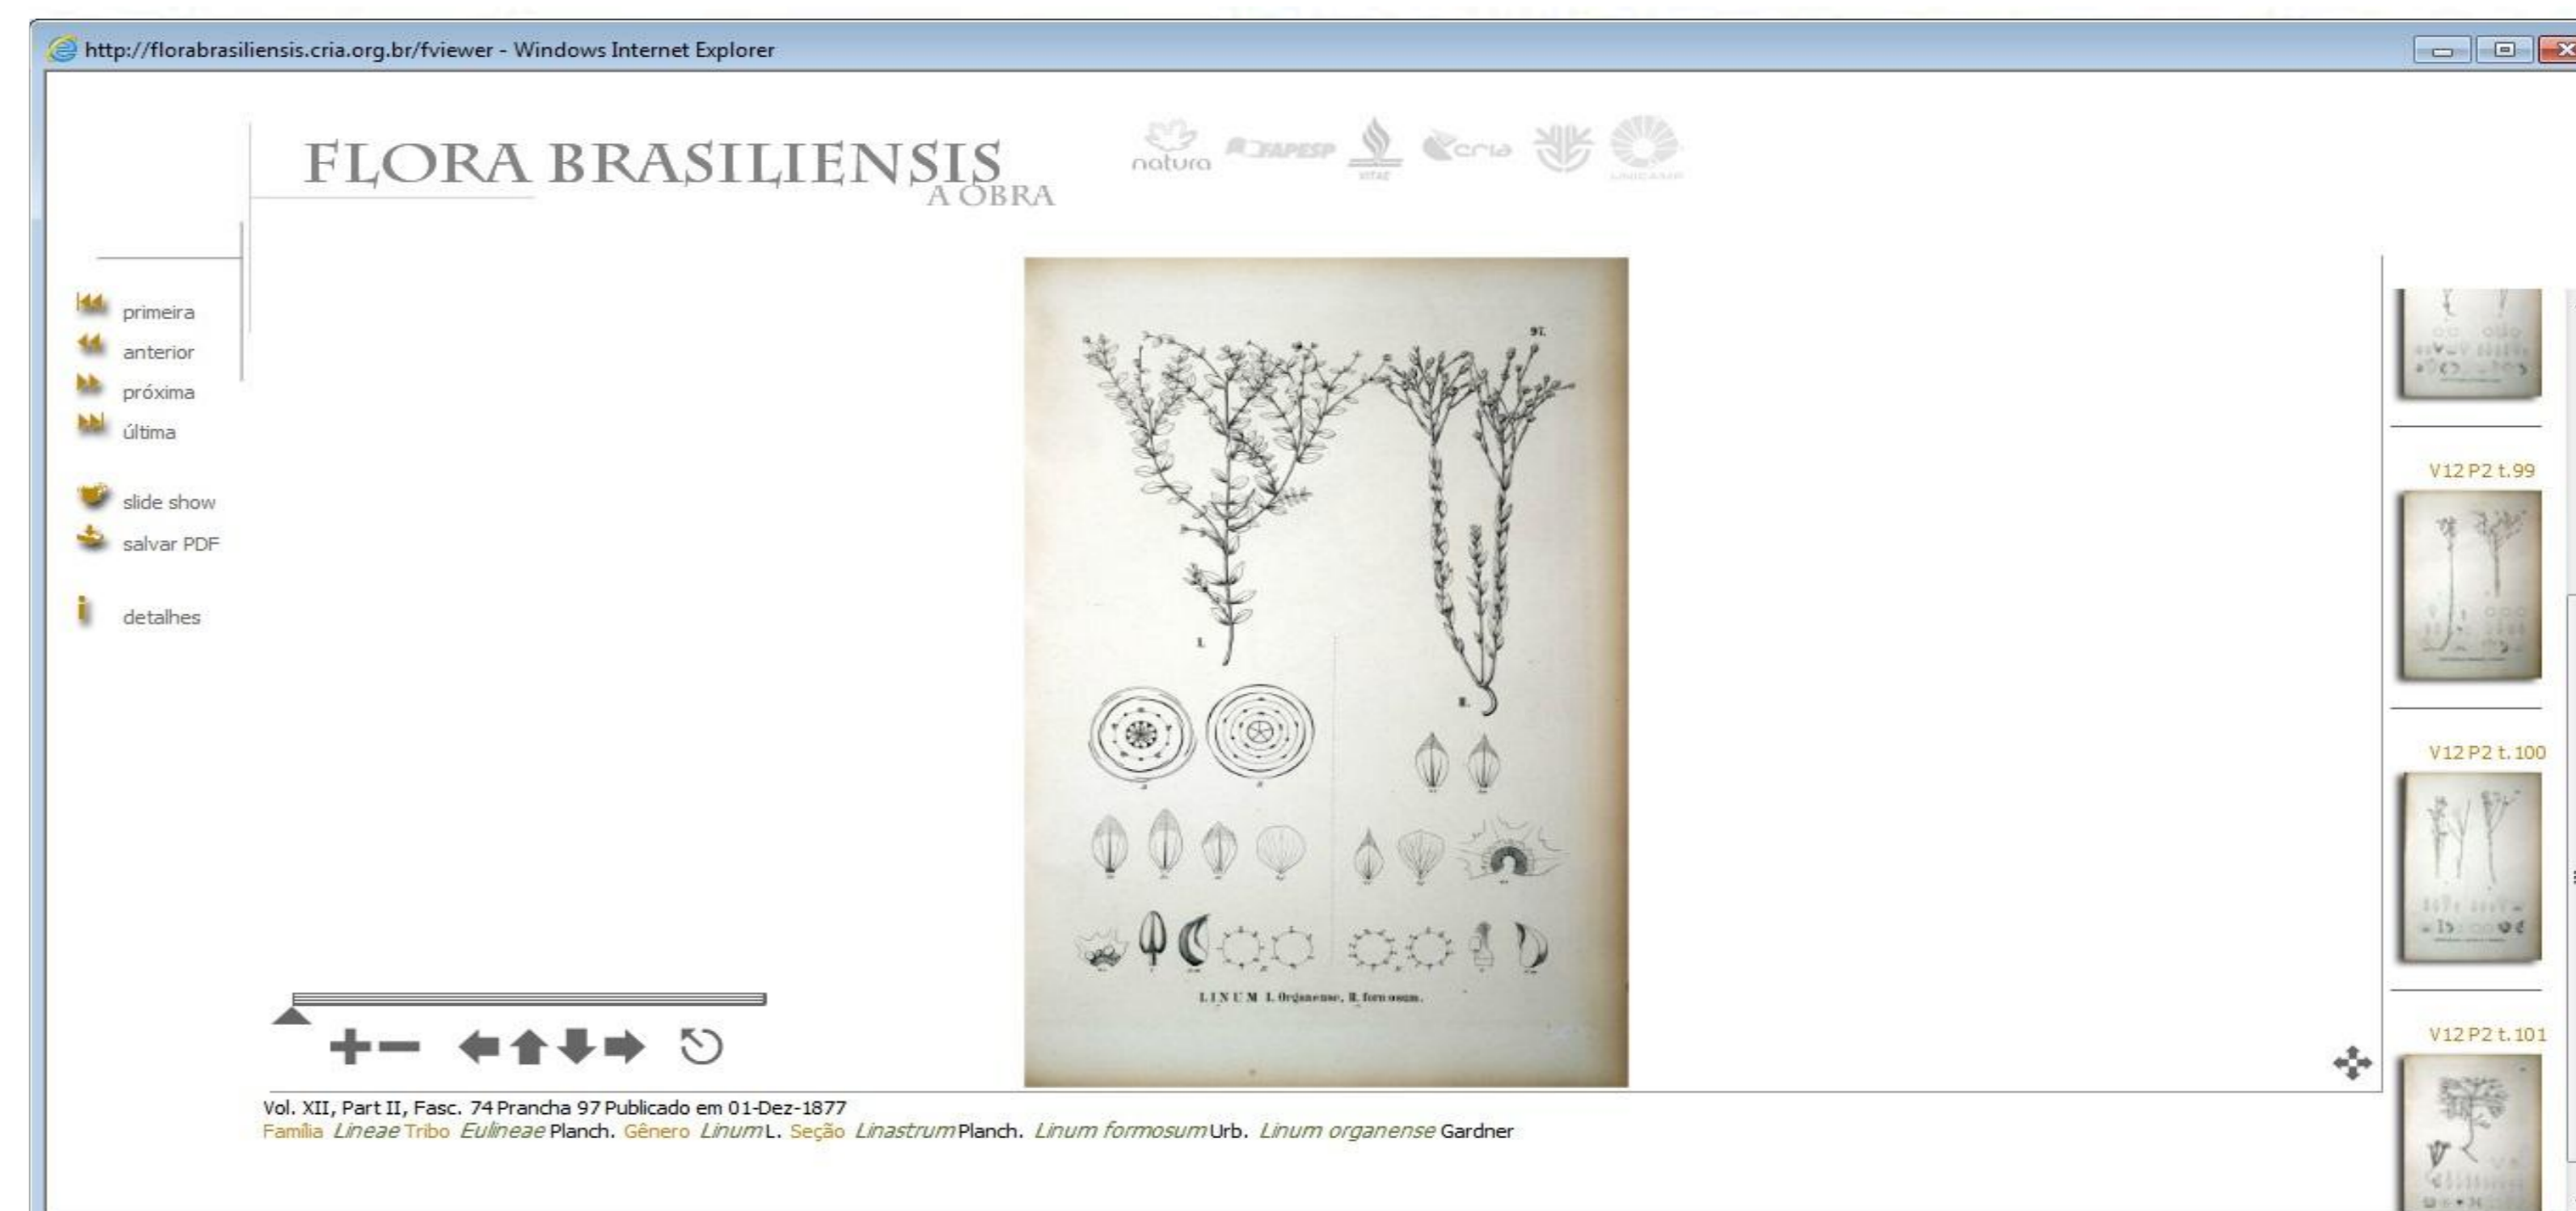 http://florabrasiliensis.cria.org.br/fviewer - Windows Internet Explorer
FLORA BRASILIENSIS
A OBRA
natura
FAPESP
VITAE
cria
UNICAMP
primeira
anterior
próxima
última
slide show
salvar PDF
detalhes
97.
I.
II.
LINUM I. Organense, II. formosum.
V12 P2 t.99
V12 P2 t.100
V12 P2 t.101
Vol. XII, Part II, Fasc. 74 Prancha 97 Publicado em 01-Dez-1877
Família Lineae Tribo Eulineae Planch. Gênero Linum L. Seção Linastrum Planch. Linum formosum Urb. Linum organense Gardner